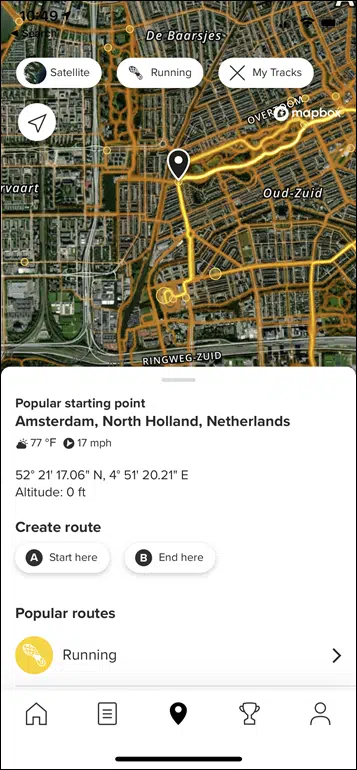 10:49
Search
De Baarsjes
Satellite
Running
My Tracks
OVERTOOM
mapbox
rvaart
Oud-Zuid
RINGWEG-ZUID
Popular starting point
Amsterdam, North Holland, Netherlands
77 °F 17 mph
52° 21' 17.06" N, 4° 51' 20.21" E
Altitude: 0 ft
Create route
A Start here B End here
Popular routes
Running